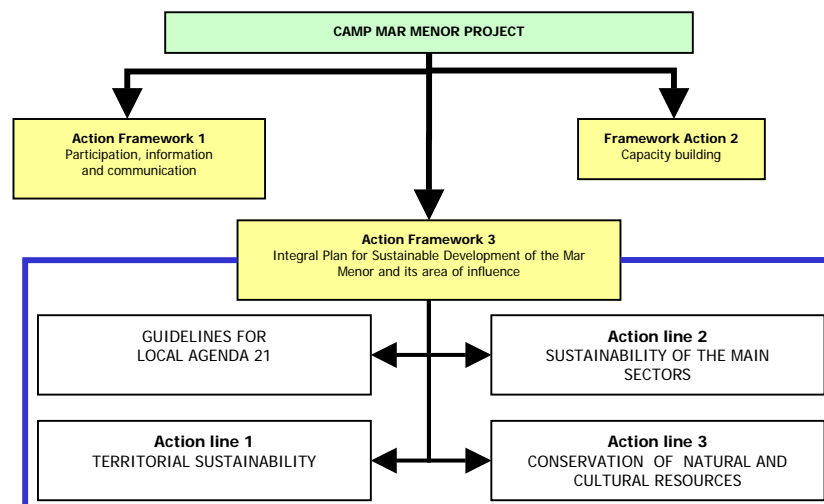 CAMP MAR MENOR PROJECT
Action Framework 1
Participation, information
and communication
Framework Action 2
Capacity building
Action Framework 3
Integral Plan for Sustainable Development of the Mar
Menor and its area of influence
GUIDELINES FOR
LOCAL AGENDA 21
Action line 2
SUSTAINABILITY OF THE MAIN
SECTORS
Action line 1
TERRITORIAL SUSTAINABILITY
Action line 3
CONSERVATION OF NATURAL AND
CULTURAL RESOURCES